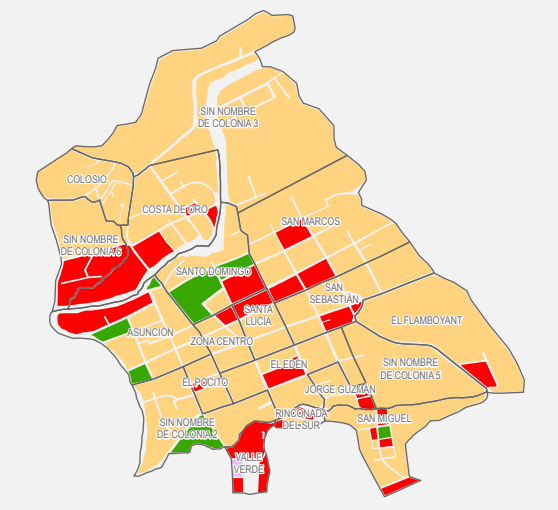 SIN NOMBRE
DE COLONIA 3
COLOSIO
COSTA DE ORO
SAN MARCOS
SIN NOMBRE
DE COLONIA 6
SANTO DOMINGO
SAN
SEBASTIÁN
SANTA
LUCÍA
EL FLAMBOYANT
ASUNCIÓN
ZONA CENTRO
EL EDÉN
SIN NOMBRE
DE COLONIA 5
EL POCITO
JORGE GUZMÁN
RINCONADA
DEL SUR
SAN MIGUEL
SIN NOMBRE
DE COLONIA 2
VALLE
VERDE